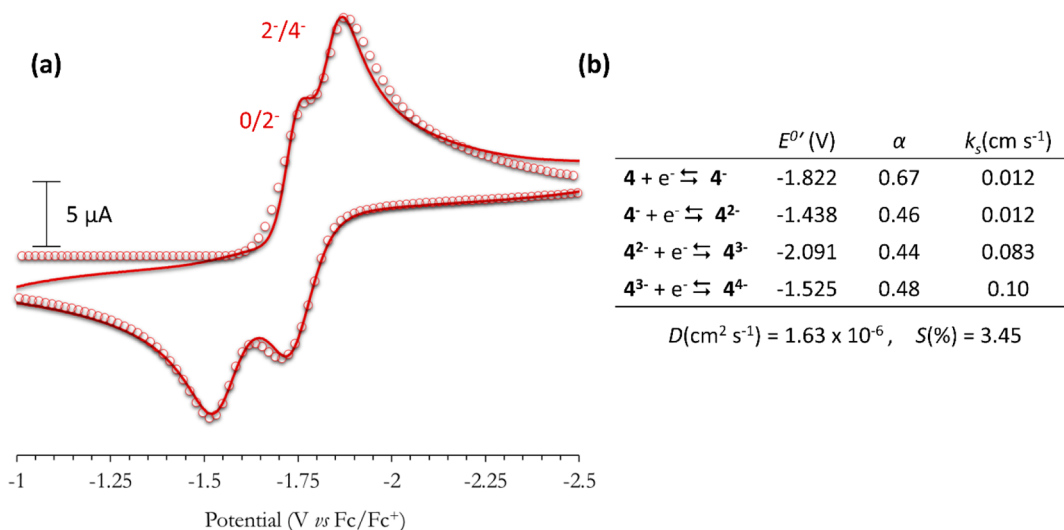 (a)
2⁻/4⁻
0/2⁻
5 µA
-1 -1.25 -1.5 -1.75 -2 -2.25 -2.5
Potential (V vs Fc/Fc⁺)
(b)
E⁰′ (V) α kₛ(cm s⁻¹)
4 + e⁻ ⇆ 4⁻ -1.822 0.67 0.012
4⁻ + e⁻ ⇆ 4²⁻ -1.438 0.46 0.012
4²⁻ + e⁻ ⇆ 4³⁻ -2.091 0.44 0.083
4³⁻ + e⁻ ⇆ 4⁴⁻ -1.525 0.48 0.10
D(cm² s⁻¹) = 1.63 x 10⁻⁶ , S(%) = 3.45